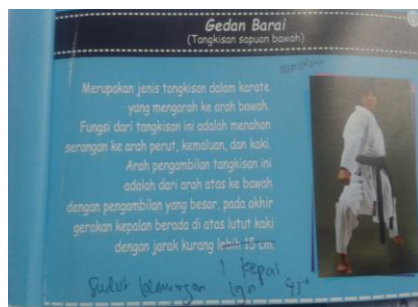 Gedan Barai
(Tangkisan sapuan bawah)
Merupakan jenis tangkisan dalam karate
yang mengarah ke arah bawah.
Fungsi dari tangkisan ini adalah menahan
serangan ke arah perut, kemaluan, dan kaki.
Arah pengambilan tangkisan ini
adalah dari arah atas ke bawah
dengan pengambilan yang besar, pada akhir
gerakan kepalan berada di atas lutut kaki
dengan jarak kurang lebih 15 cm.
1 kepal
Sudut kemiringan